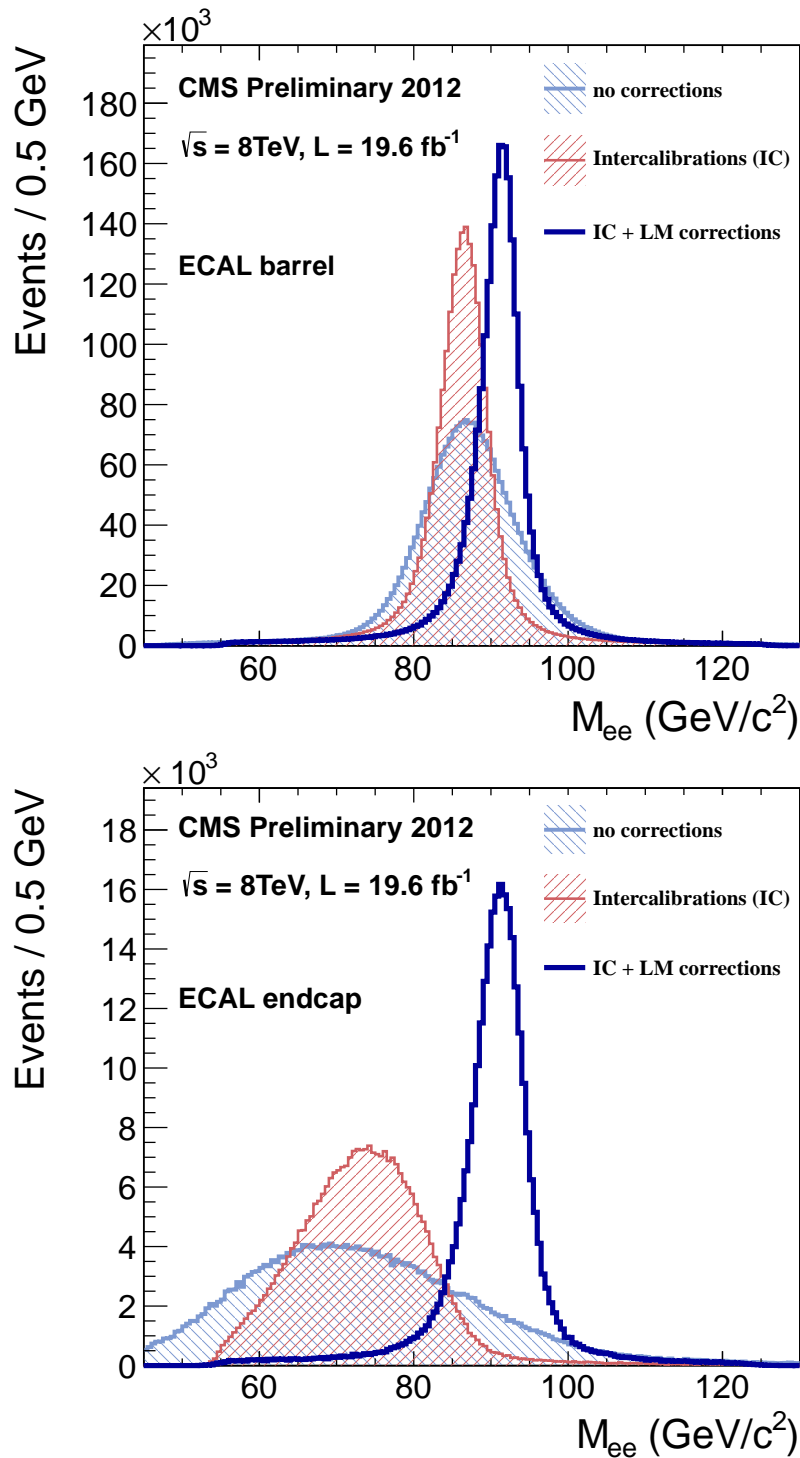 ×10³
Events / 0.5 GeV
CMS Preliminary 2012
√s = 8TeV, L = 19.6 fb⁻¹
ECAL barrel
no corrections
Intercalibrations (IC)
IC + LM corrections
180
160
140
120
100
80
60
40
20
0
60 80 100 120
M_ee (GeV/c²)
×10³
Events / 0.5 GeV
CMS Preliminary 2012
√s = 8TeV, L = 19.6 fb⁻¹
ECAL endcap
no corrections
Intercalibrations (IC)
IC + LM corrections
18
16
14
12
10
8
6
4
2
0
60 80 100 120
M_ee (GeV/c²)